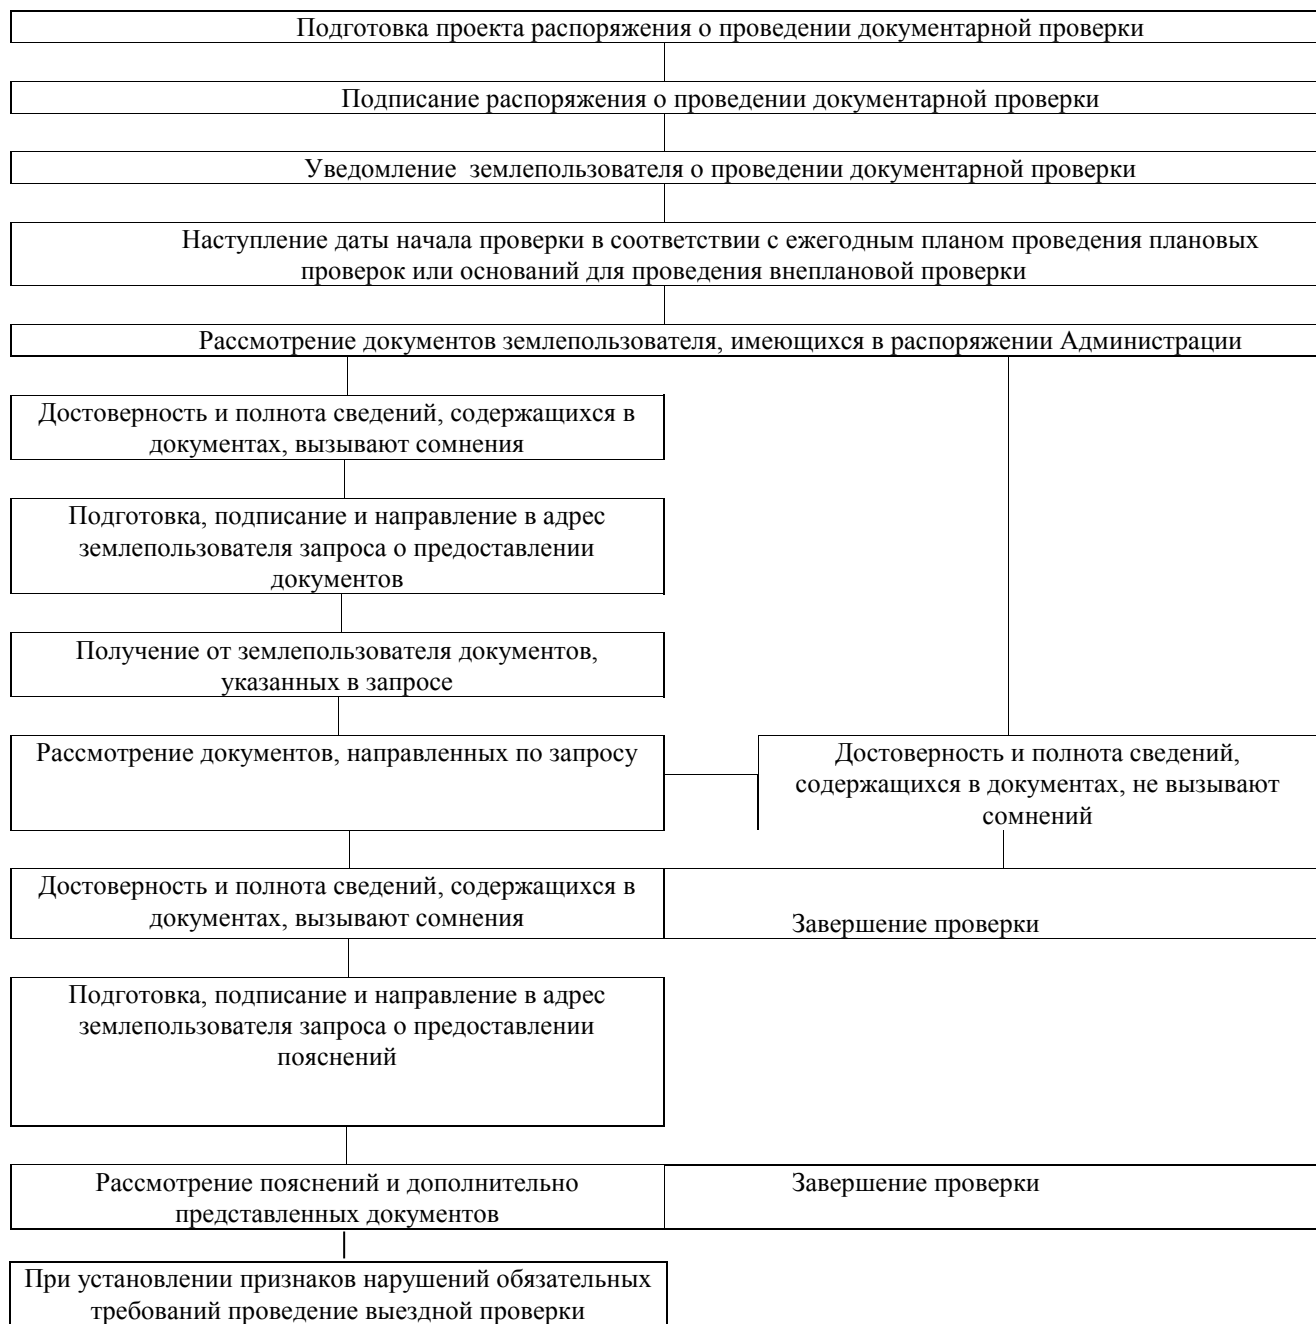 Подготовка проекта распоряжения о проведении документарной проверки
Подписание распоряжения о проведении документарной проверки
Уведомление  землепользователя о проведении документарной проверки
Наступление даты начала проверки в соответствии с ежегодным планом проведения плановых
проверок или оснований для проведения внеплановой проверки
Рассмотрение документов землепользователя, имеющихся в распоряжении Администрации
Достоверность и полнота сведений, содержащихся в
документах, вызывают сомнения
Подготовка, подписание и направление в адрес
землепользователя запроса о предоставлении
документов
Получение от землепользователя документов,
указанных в запросе
Рассмотрение документов, направленных по запросу
Достоверность и полнота сведений,
содержащихся в документах, не вызывают
сомнений
Достоверность и полнота сведений, содержащихся в
документах, вызывают сомнения
Завершение проверки
Подготовка, подписание и направление в адрес
землепользователя запроса о предоставлении
пояснений
Рассмотрение пояснений и дополнительно
представленных документов
Завершение проверки
При установлении признаков нарушений обязательных
требований проведение выездной проверки